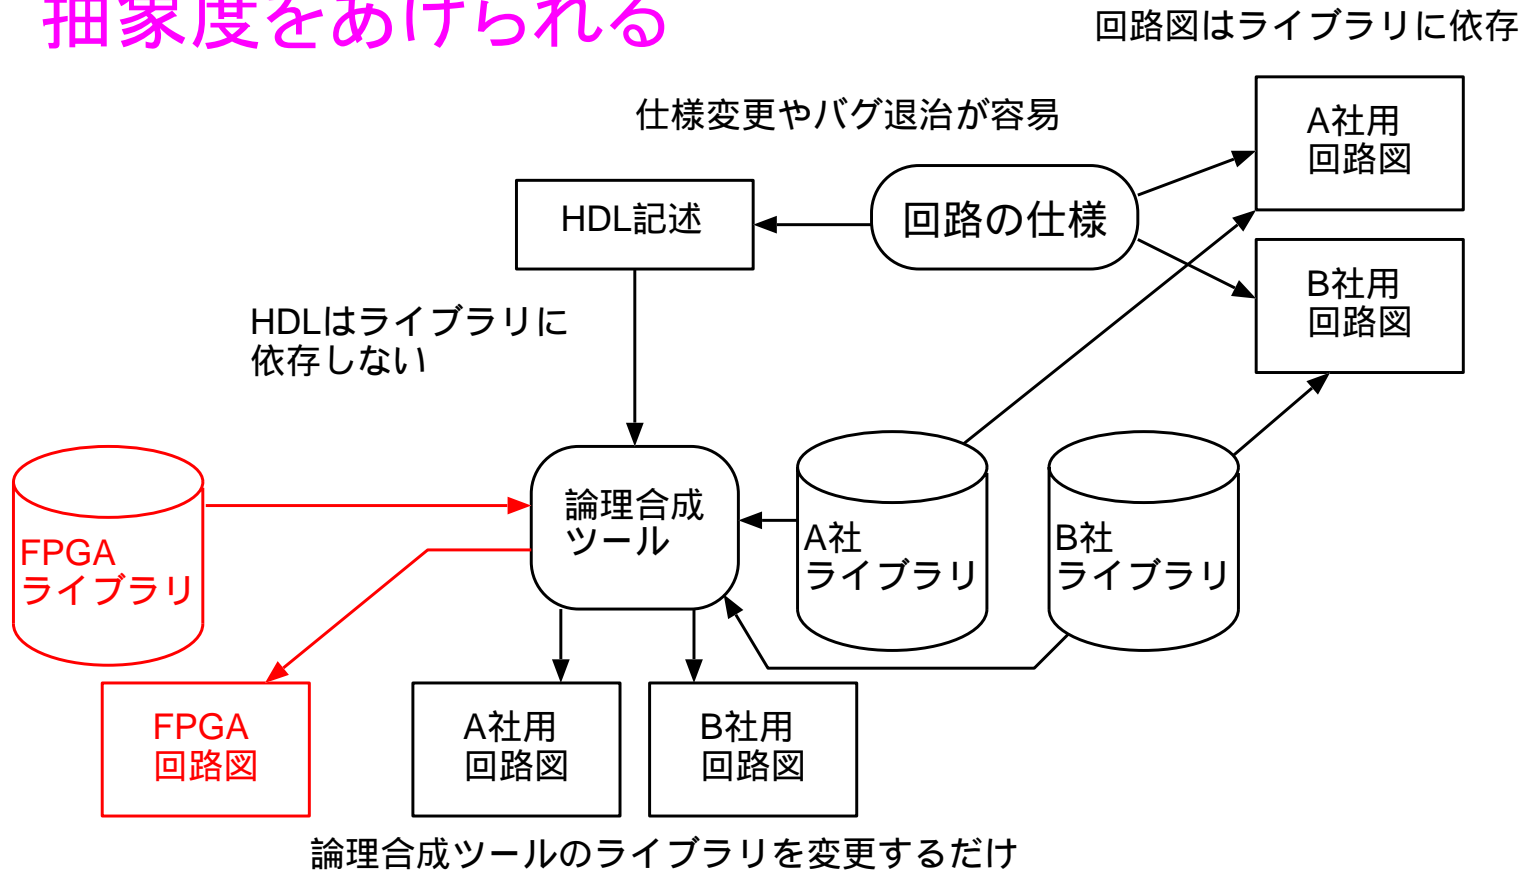 抽象度をあげられる
回路図はライブラリに依存
仕様変更やバグ退治が容易
A社用
回路図
HDL記述
回路の仕様
B社用
回路図
HDLはライブラリに
依存しない
論理合成
ツール
A社
ライブラリ
B社
ライブラリ
FPGA
ライブラリ
FPGA
回路図
A社用
回路図
B社用
回路図
論理合成ツールのライブラリを変更するだけ